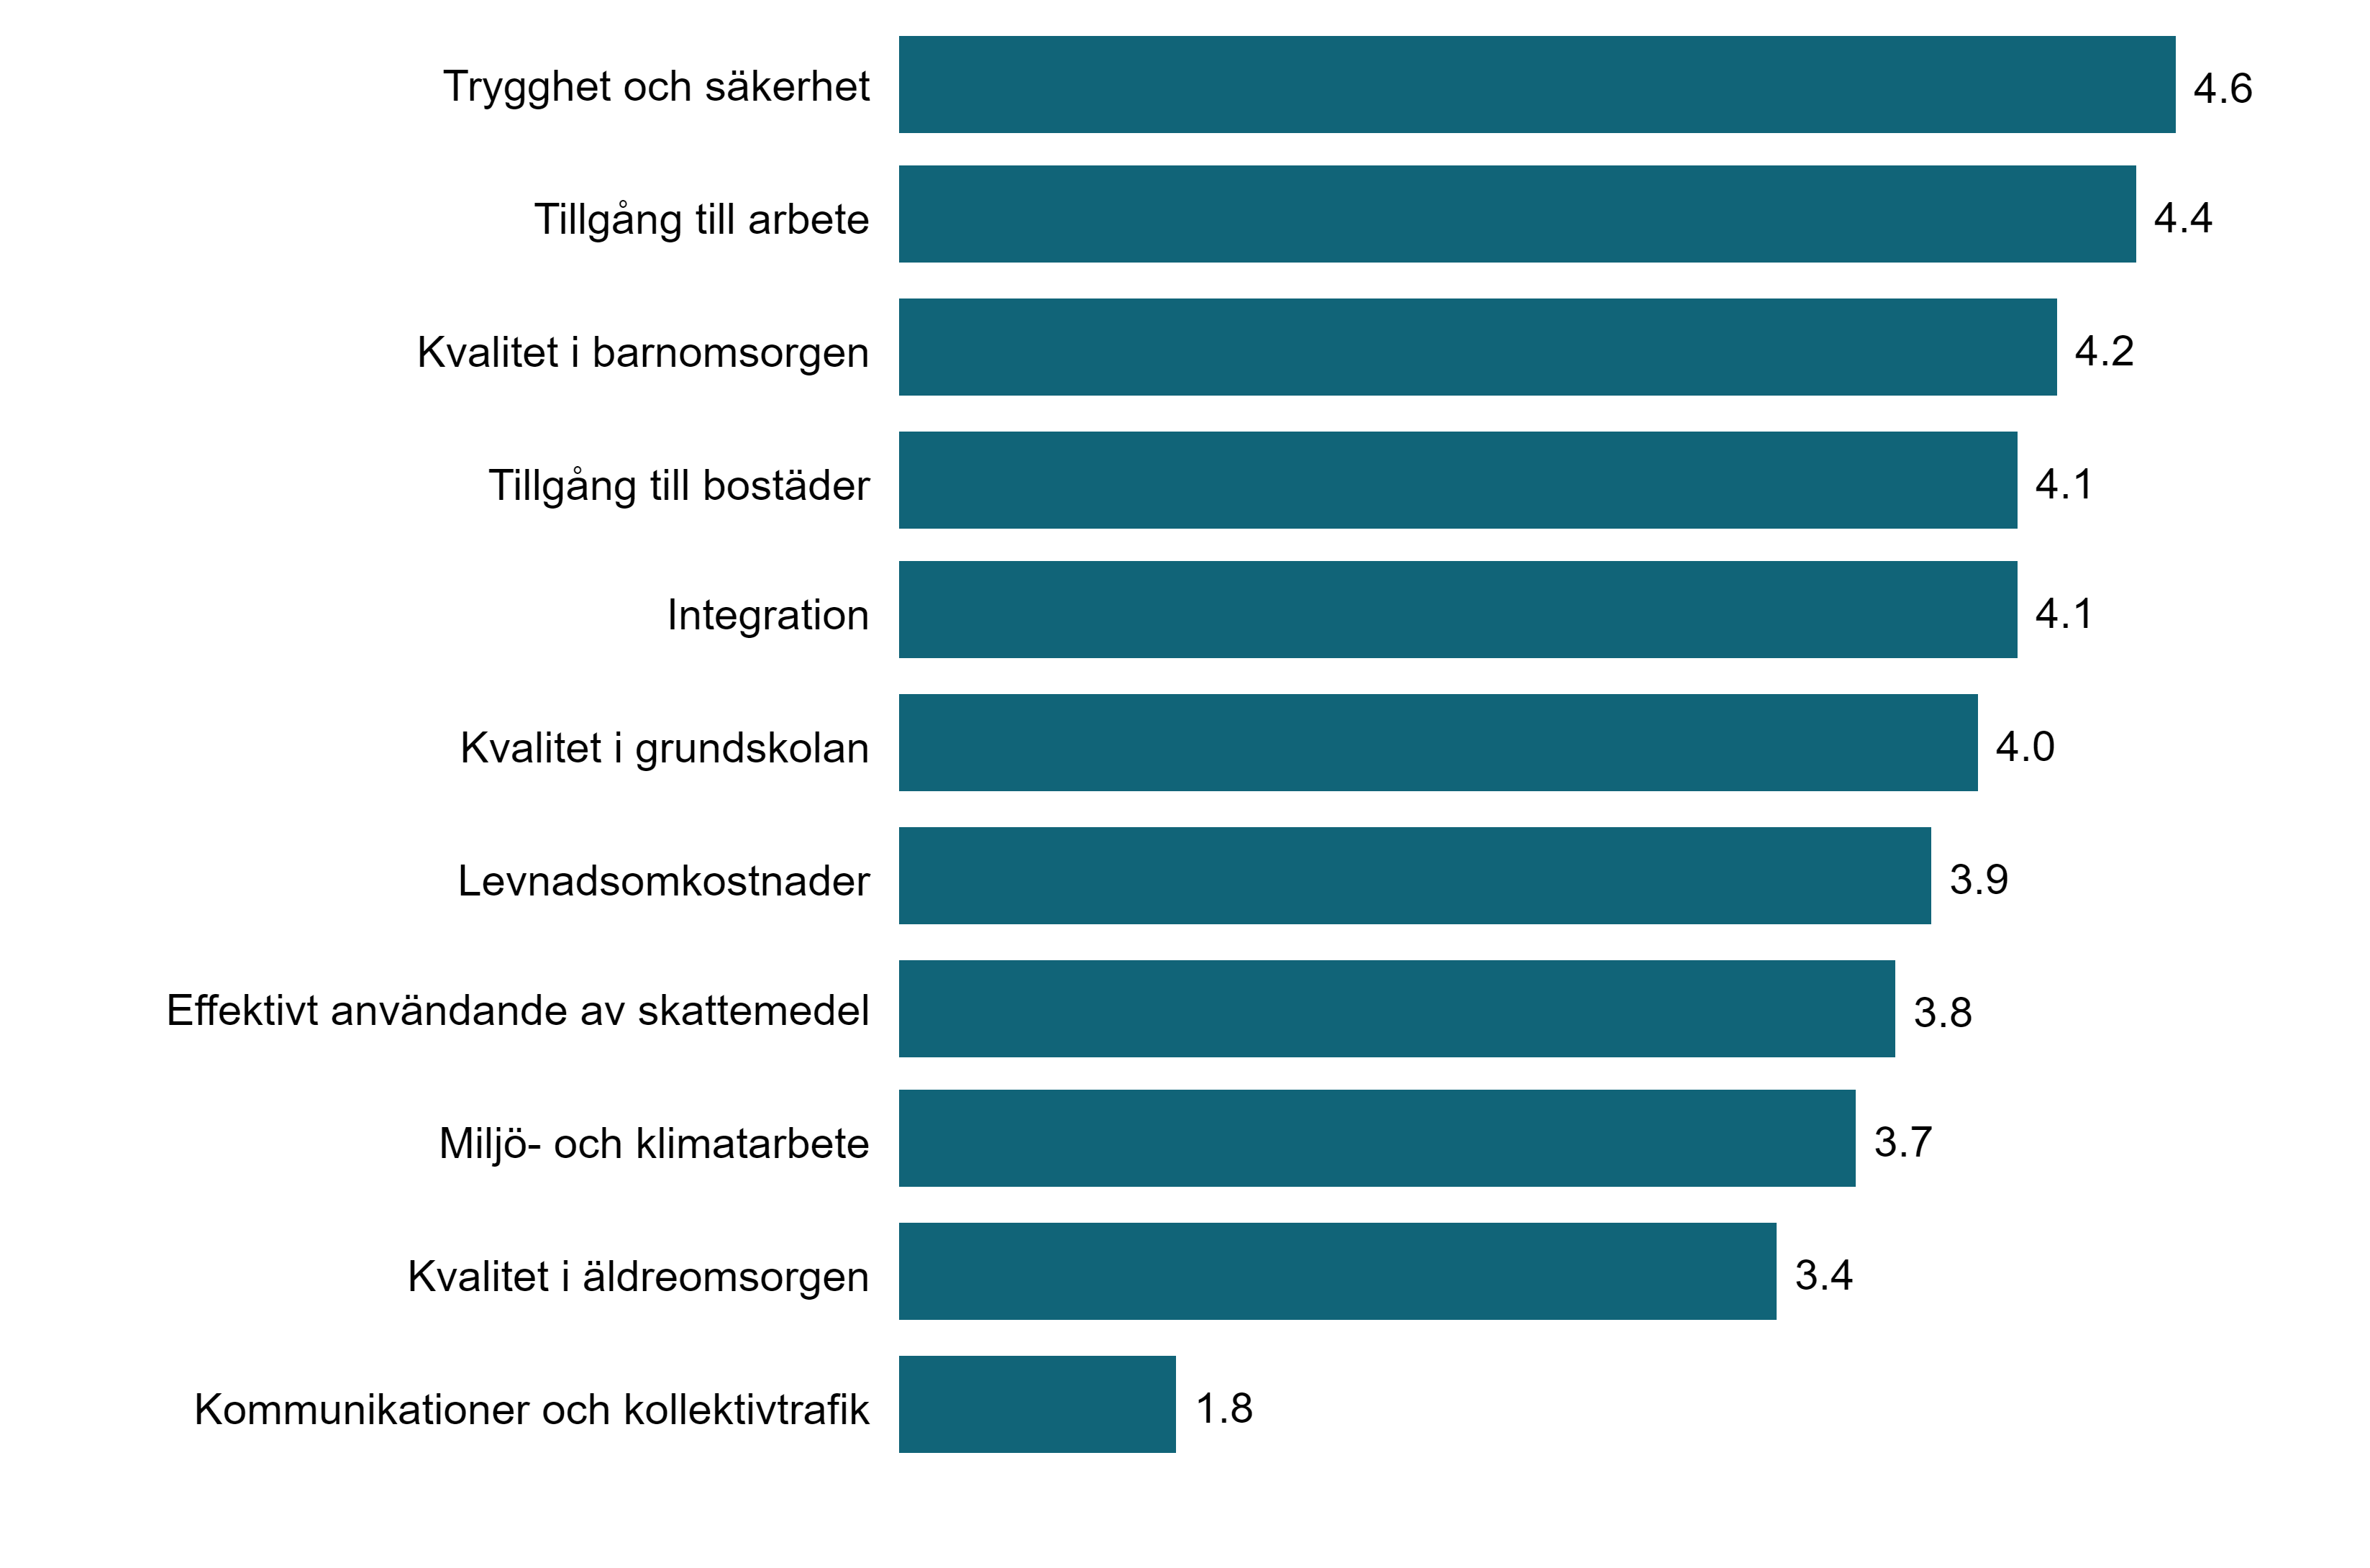 Trygghet och säkerhet 4.6
Tillgång till arbete 4.4
Kvalitet i barnomsorgen 4.2
Tillgång till bostäder 4.1
Integration 4.1
Kvalitet i grundskolan 4.0
Levnadsomkostnader 3.9
Effektivt användande av skattemedel 3.8
Miljö- och klimatarbete 3.7
Kvalitet i äldreomsorgen 3.4
Kommunikationer och kollektivtrafik 1.8